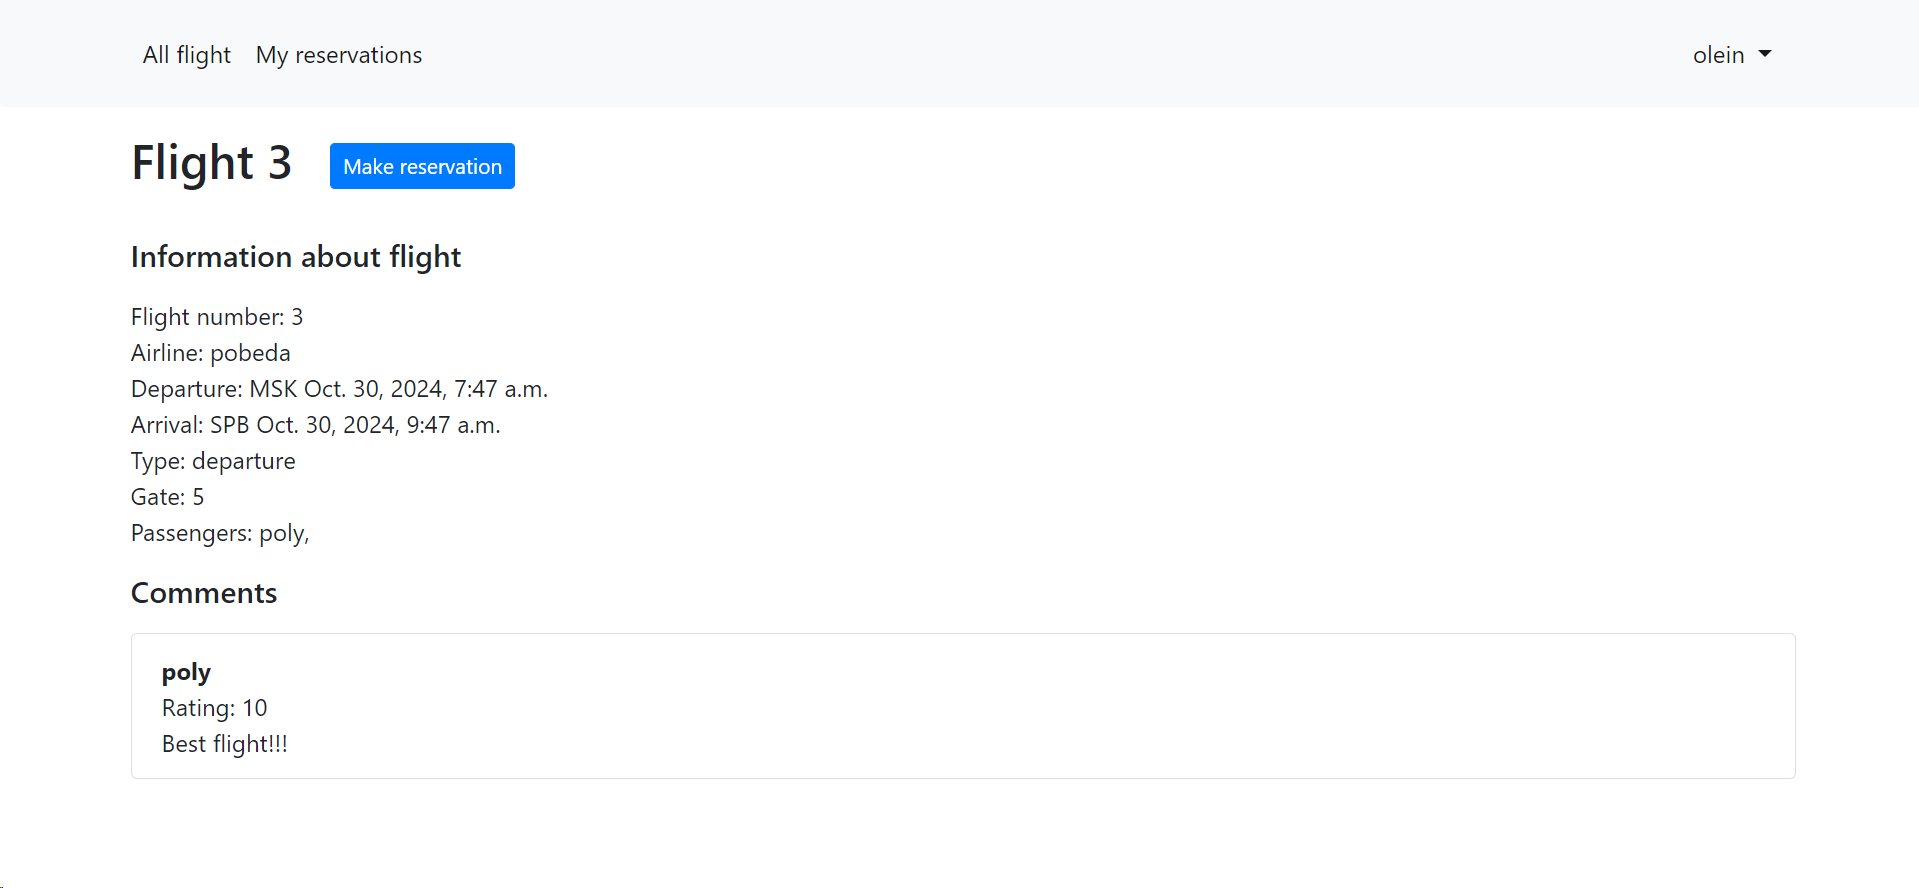 All flight My reservations olein
Flight 3 Make reservation
Information about flight
Flight number: 3
Airline: pobeda
Departure: MSK Oct. 30, 2024, 7:47 a.m.
Arrival: SPB Oct. 30, 2024, 9:47 a.m.
Type: departure
Gate: 5
Passengers: poly,
Comments
poly
Rating: 10
Best flight!!!